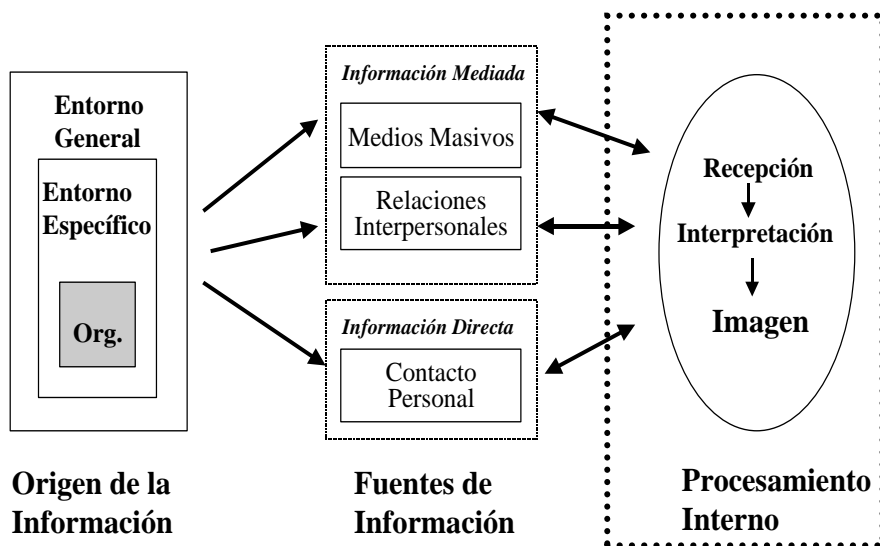 Entorno
General
Entorno
Específico
Org.
Origen de la
Información
Información Mediada
Medios Masivos
Relaciones
Interpersonales
Información Directa
Contacto
Personal
Fuentes de
Información
Recepción
Interpretación
Imagen
Procesamiento
Interno